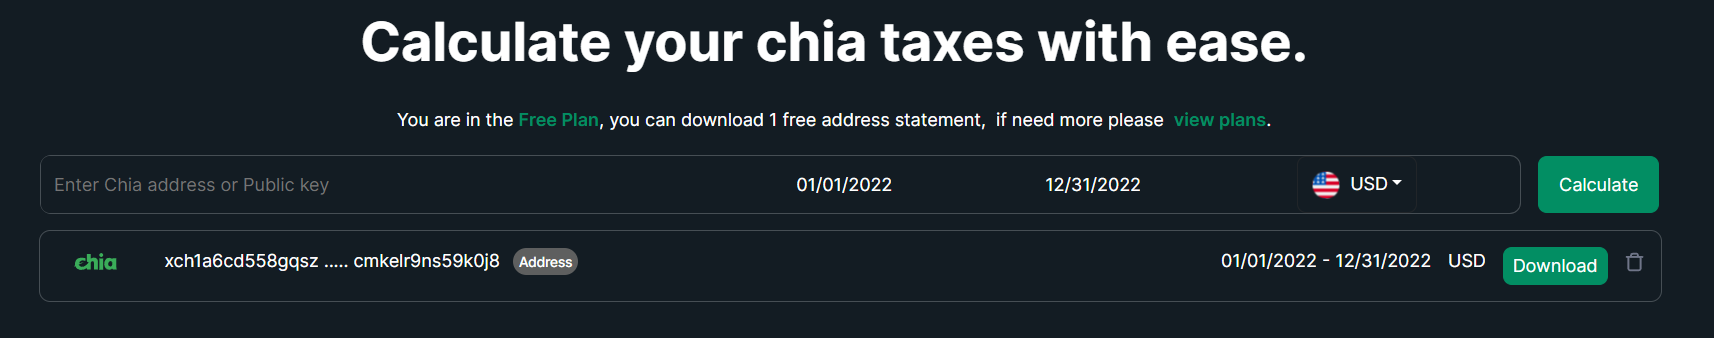 Calculate your chia taxes with ease.
You are in the Free Plan, you can download 1 free address statement, if need more please view plans.
Enter Chia address or Public key 01/01/2022 12/31/2022 USD Calculate
chia xch1a6cd558gqsz ..... cmkelr9ns59k0j8 Address 01/01/2022 - 12/31/2022 USD Download